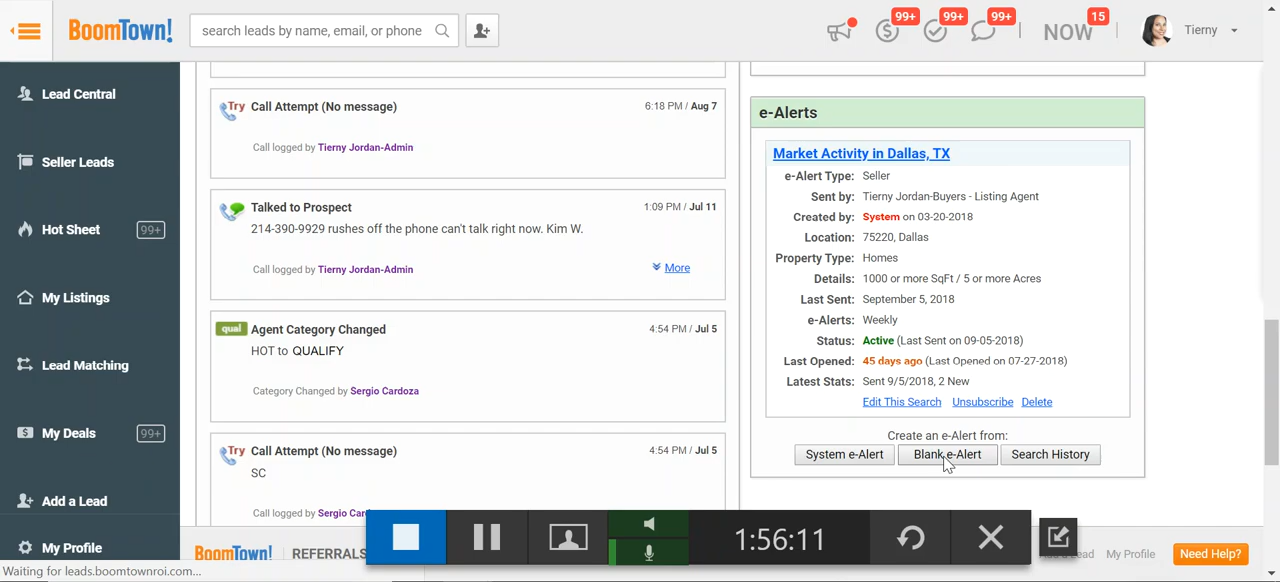 BoomTown! search leads by name, email, or phone 99+ 99+ 99+ NOW 15 Tierny
Lead Central
Seller Leads
Hot Sheet 99+
My Listings
Lead Matching
My Deals 99+
Add a Lead
My Profile
Try Call Attempt (No message) 6:18 PM / Aug 7
Call logged by Tierny Jordan-Admin
Talked to Prospect 1:09 PM / Jul 11
214-390-9929 rushes off the phone can't talk right now. Kim W.
Call logged by Tierny Jordan-Admin More
qual Agent Category Changed 4:54 PM / Jul 5
HOT to QUALIFY
Category Changed by Sergio Cardoza
Try Call Attempt (No message) 4:54 PM / Jul 5
SC
Call logged by Sergio Car
e-Alerts
Market Activity in Dallas, TX
e-Alert Type: Seller
Sent by: Tierny Jordan-Buyers - Listing Agent
Created by: System on 03-20-2018
Location: 75220, Dallas
Property Type: Homes
Details: 1000 or more SqFt / 5 or more Acres
Last Sent: September 5, 2018
e-Alerts: Weekly
Status: Active (Last Sent on 09-05-2018)
Last Opened: 45 days ago (Last Opened on 07-27-2018)
Latest Stats: Sent 9/5/2018, 2 New
Edit This Search Unsubscribe Delete
Create an e-Alert from:
System e-Alert Blank e-Alert Search History
1:56:11
BoomTown! REFERRALS Lead My Profile Need Help?
Waiting for leads.boomtownroi.com...